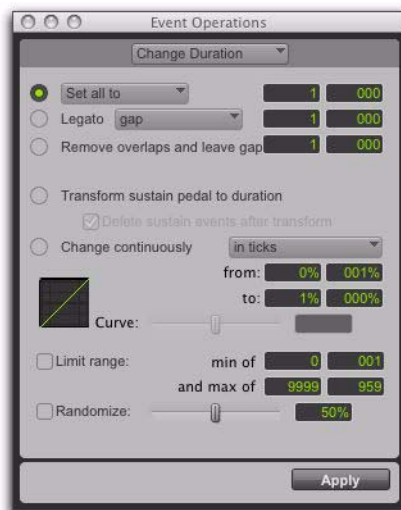 Event Operations
Change Duration
Set all to 1 000
Legato gap 1 000
Remove overlaps and leave gap 1 000
Transform sustain pedal to duration
Delete sustain events after transform
Change continuously in ticks
from: 0% 001%
to: 1% 000%
Curve:
Limit range: min of 0 001
and max of 9999 959
Randomize: 50%
Apply